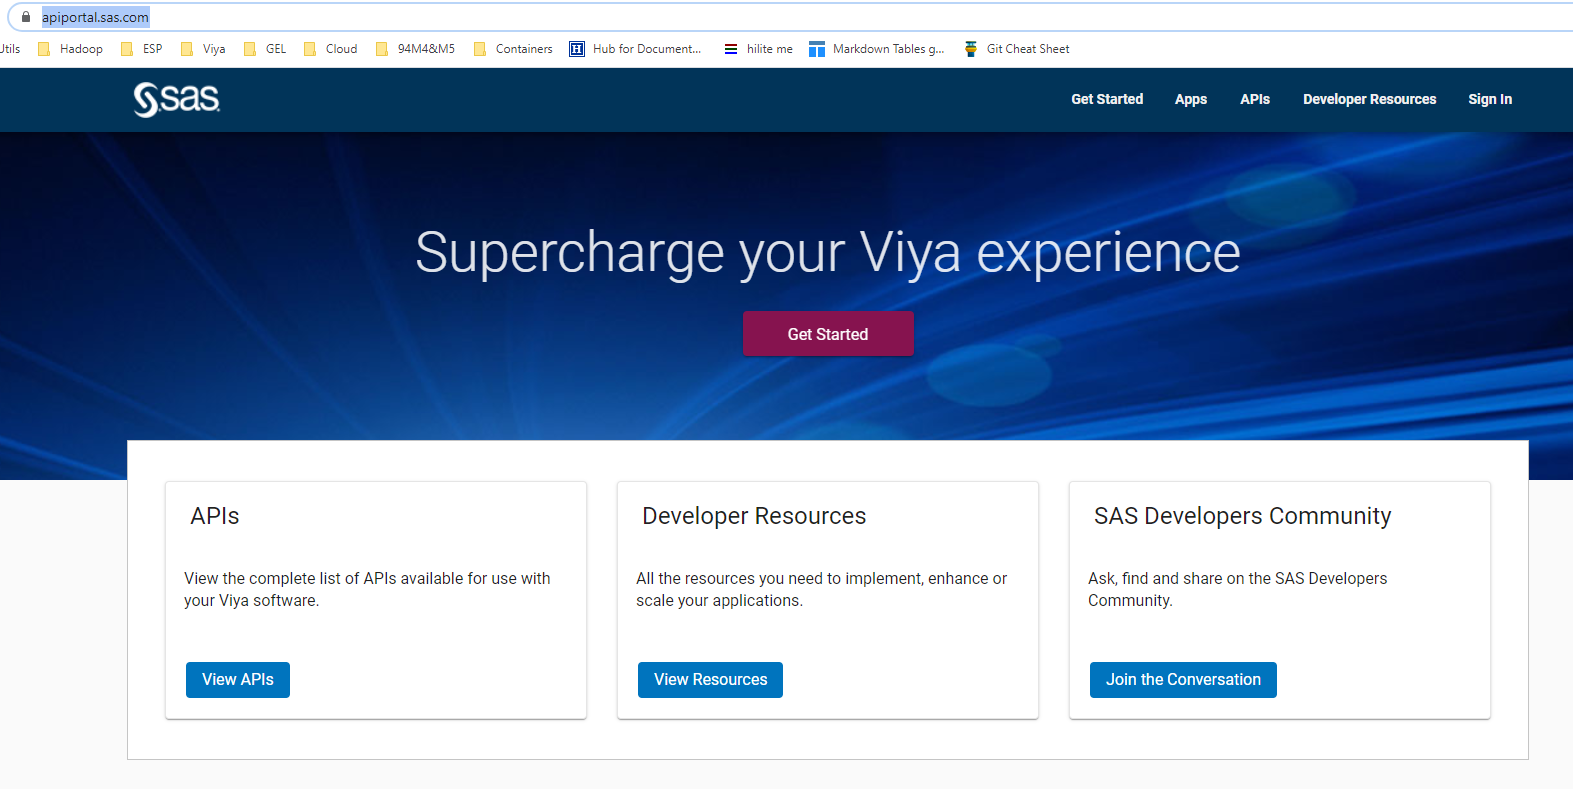 apiportal.sas.com
Utils Hadoop ESP Viya GEL Cloud 94M4&M5 Containers Hub for Document... hilite me Markdown Tables g... Git Cheat Sheet
sas Get Started Apps APIs Developer Resources Sign In
Supercharge your Viya experience
Get Started
APIs
View the complete list of APIs available for use with
your Viya software.
View APIs
Developer Resources
All the resources you need to implement, enhance or
scale your applications.
View Resources
SAS Developers Community
Ask, find and share on the SAS Developers
Community.
Join the Conversation